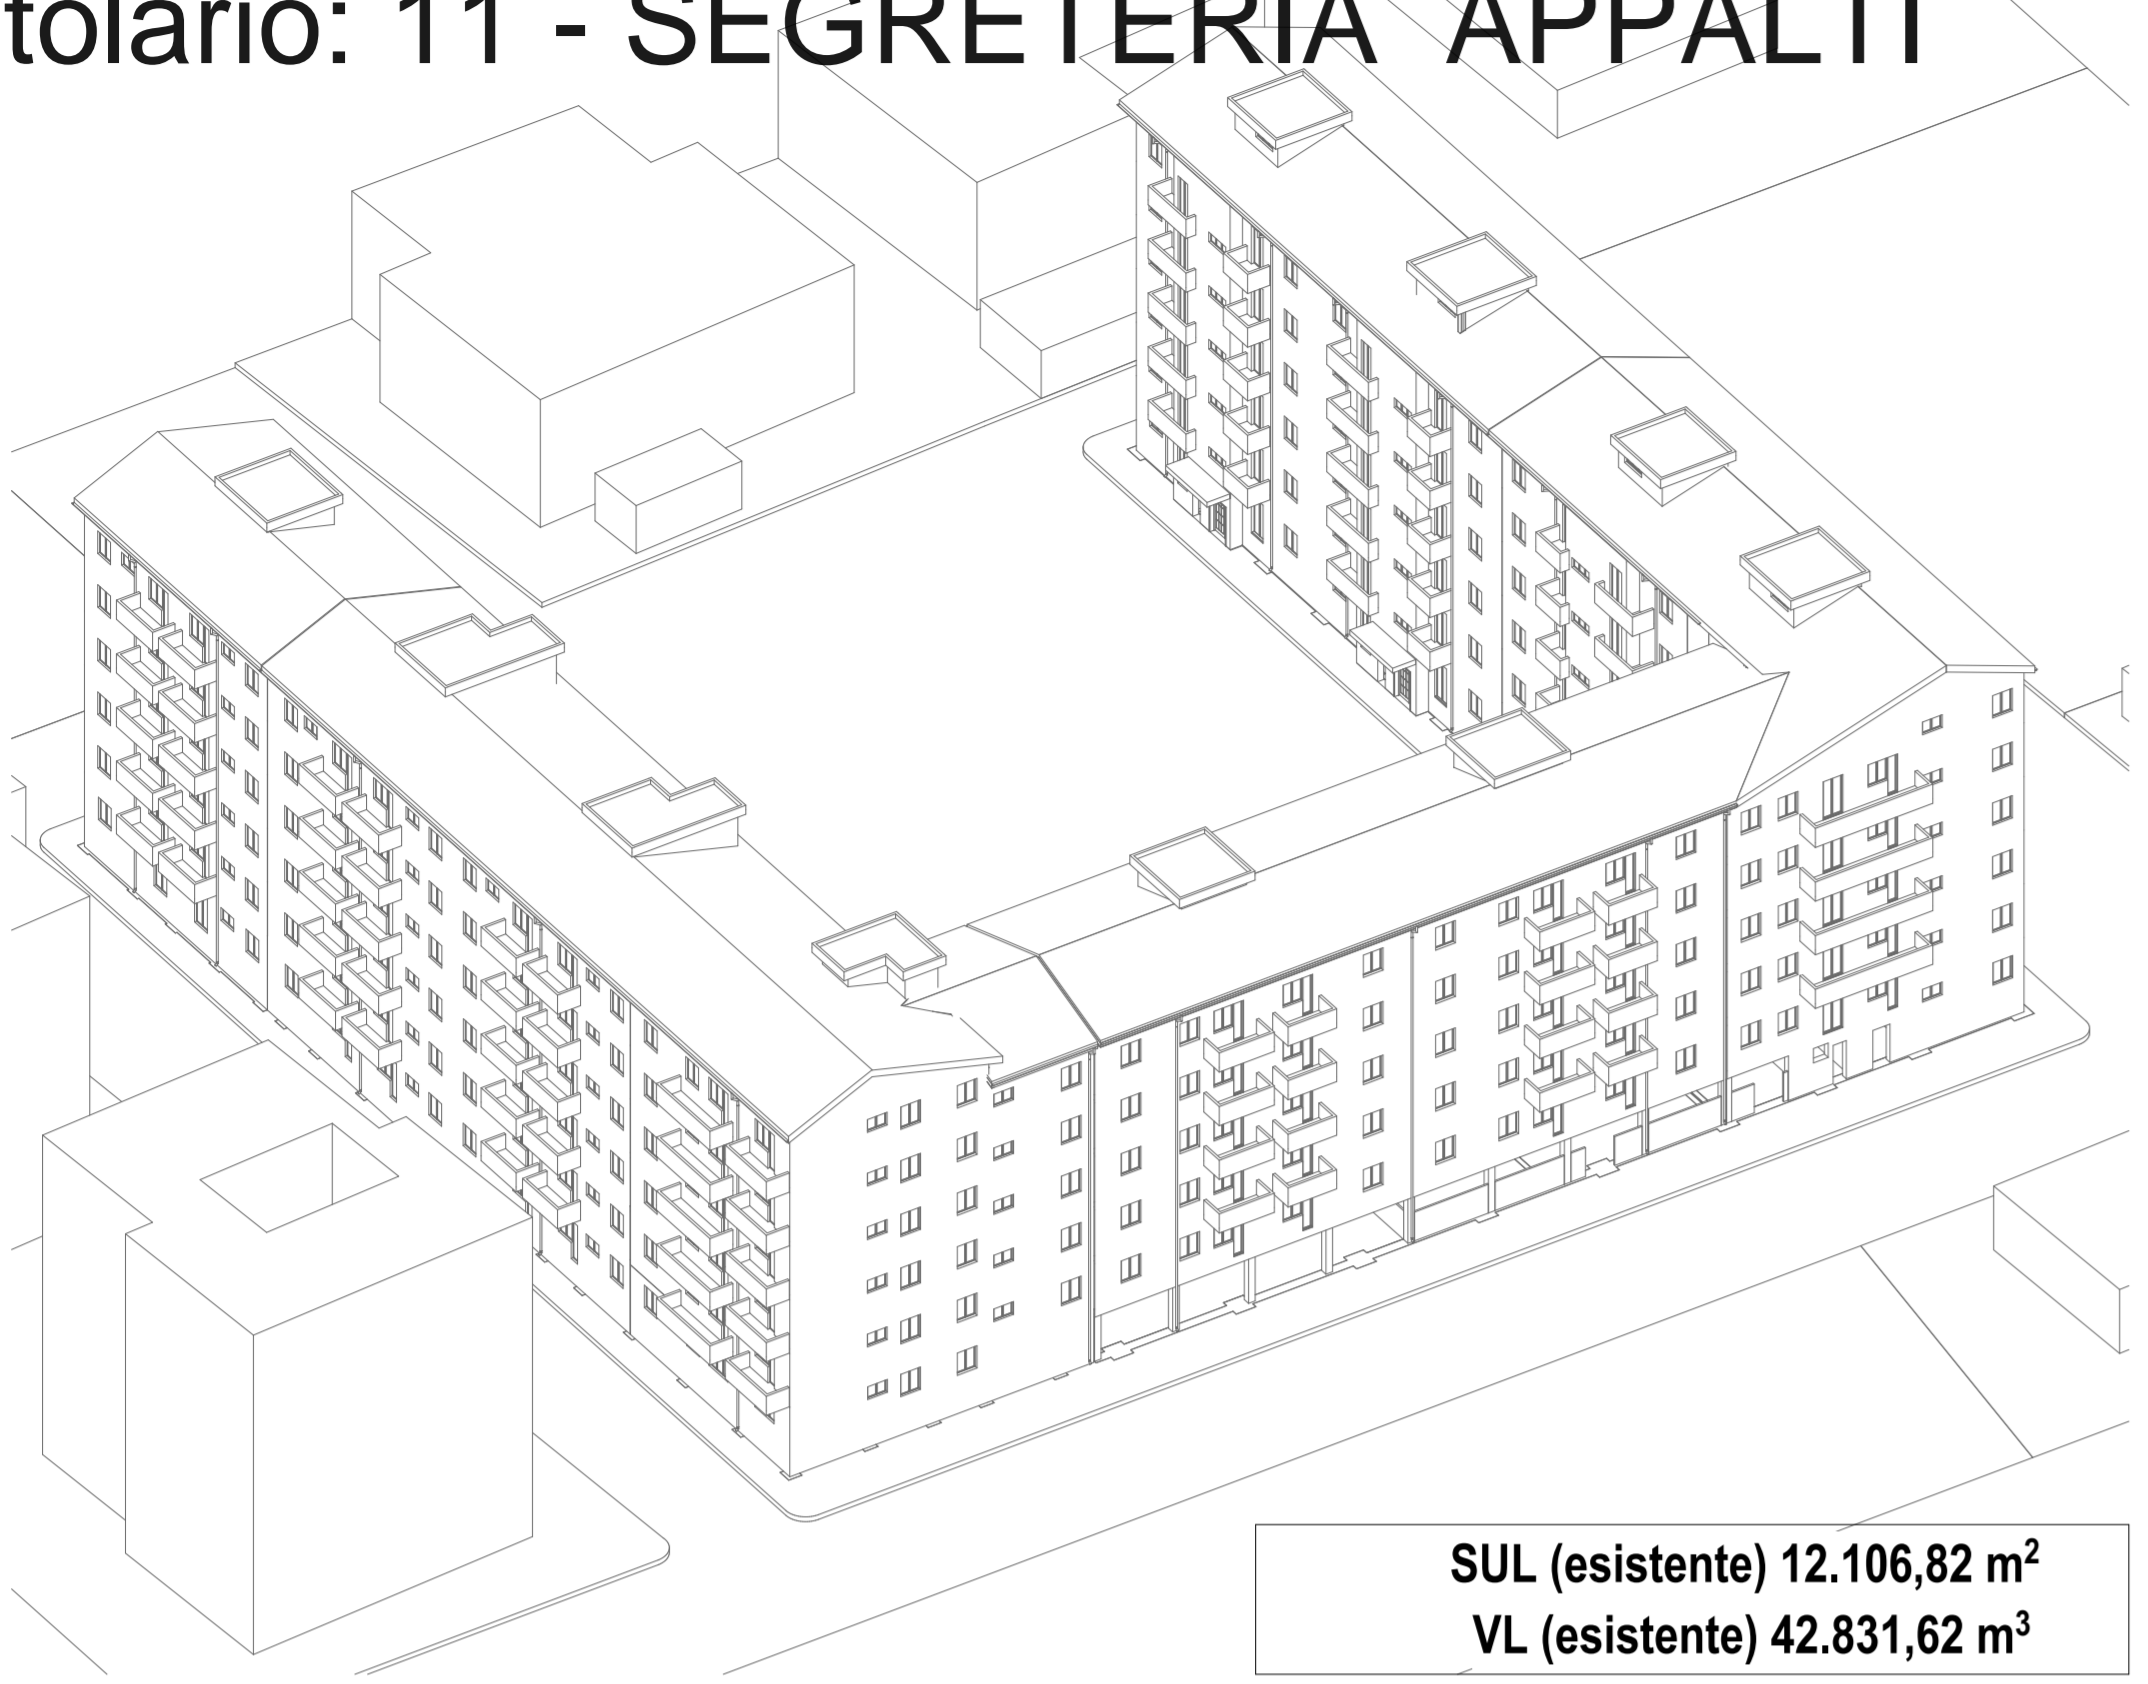 tolario: 11 - SEGRETERIA APPALTI
SUL (esistente) 12.106,82 m²
VL (esistente) 42.831,62 m³